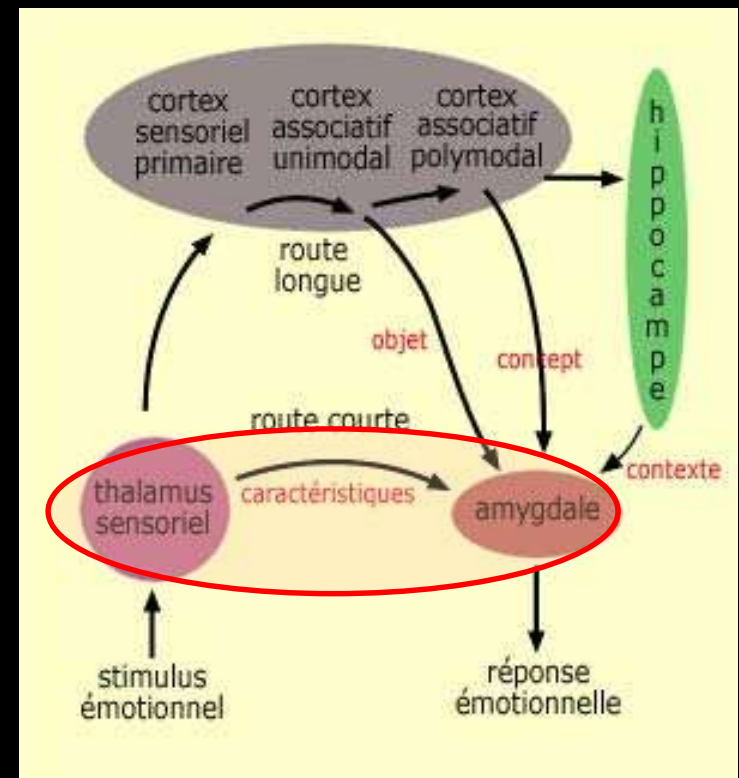 cortex
sensoriel
primaire
cortex
associatif
unimodal
cortex
associatif
polymodal
hippocampe
route
longue
objet
concept
route courte
thalamus
sensoriel
caractéristiques
amygdale
contexte
stimulus
émotionnel
réponse
émotionnelle